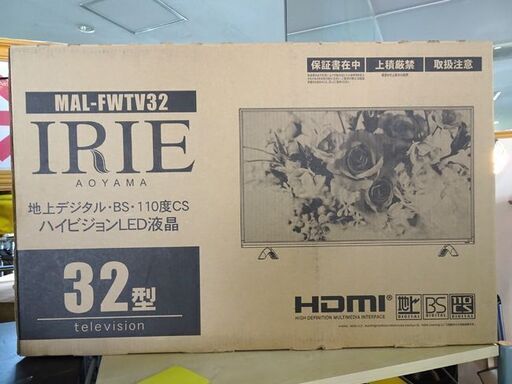 保証書在中
上積厳禁
取扱注意
MAL-FWTV32
IRIE
AOYAMA
地上デジタル・BS・110度CS
ハイビジョンLED液晶
32型
television
HDMI
HIGH DEFINITION MULTIMEDIA INTERFACE
地上
DIGITAL
BS
DIGITAL
110
CS